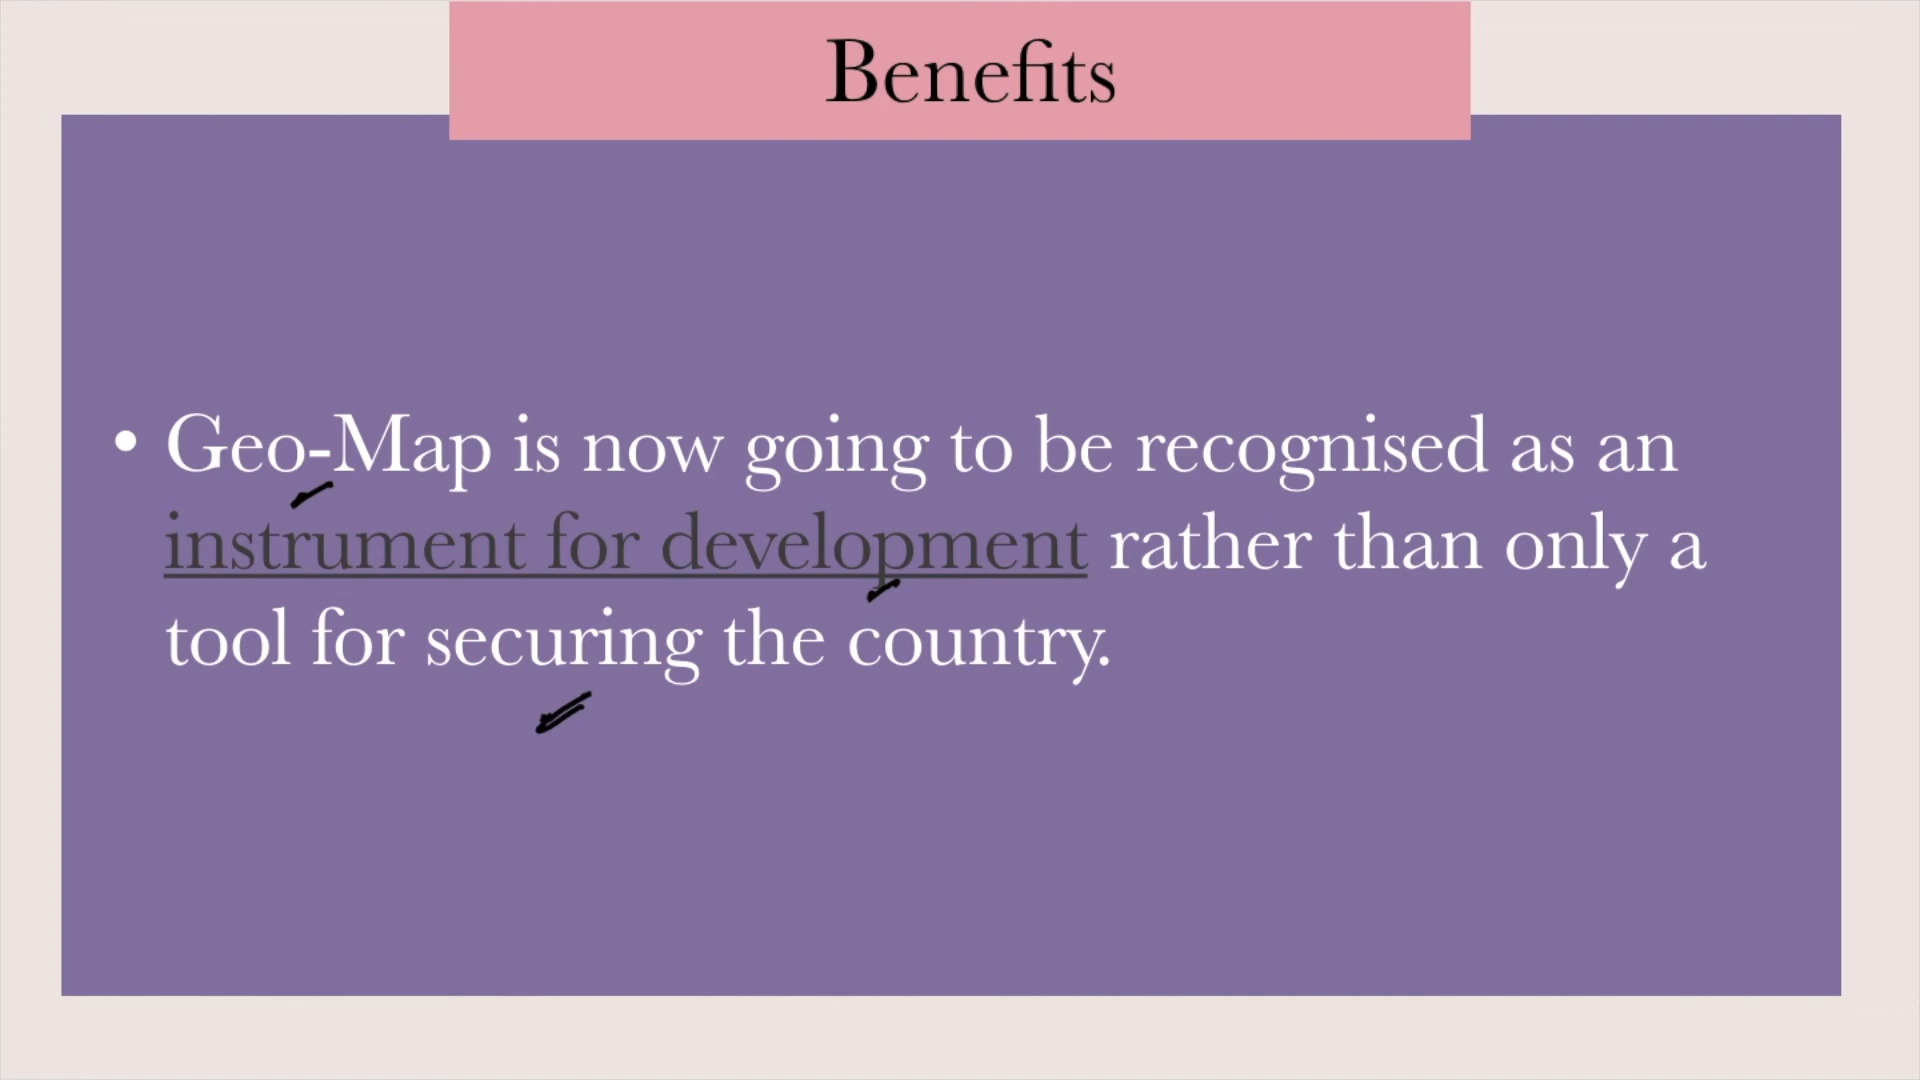 Benefits
• Geo-Map is now going to be recognised as an
instrument for development rather than only a
tool for securing the country.